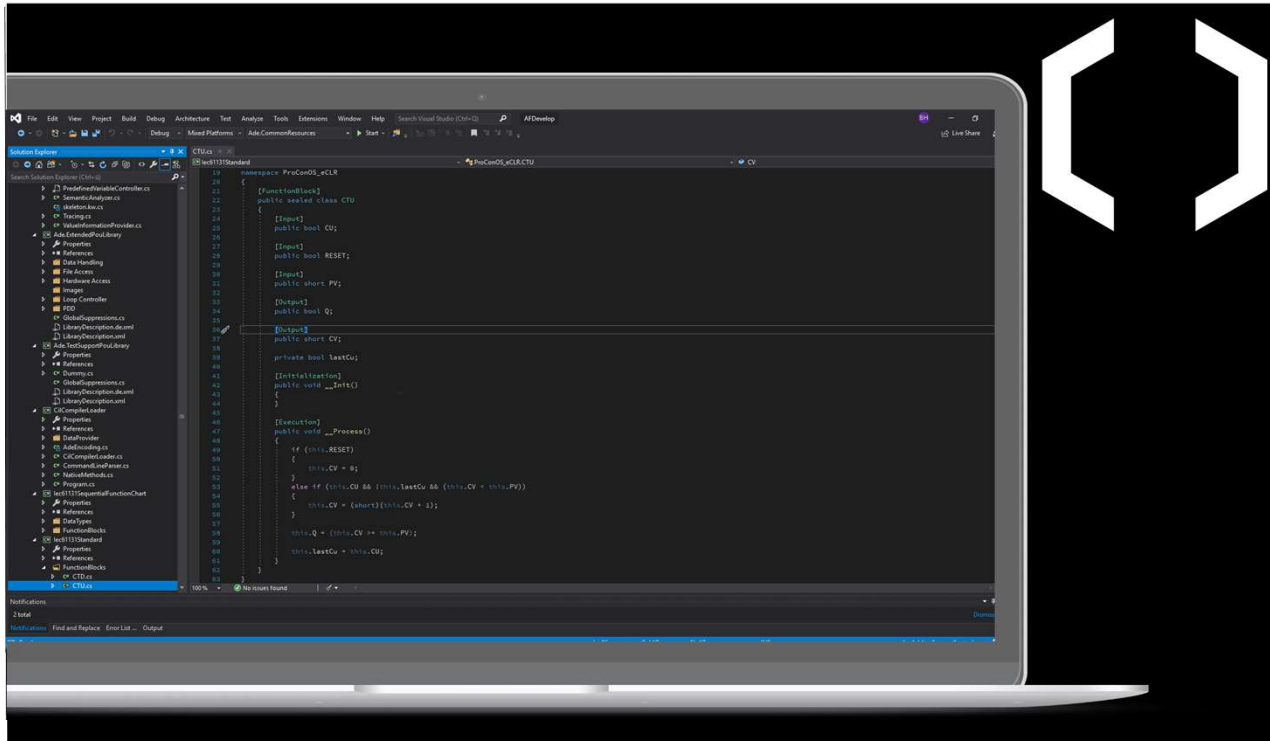 File Edit View Project Build Debug Architecture Test Analyze Tools Extensions Window Help Search Visual Studio (Ctrl+Q) AFDevelop BH
Debug Mixed Platforms Ade.CommonResources Start Live Share
Solution Explorer
Search Solution Explorer (Ctrl+ü)
PredefinedVariableController.cs
SemanticAnalyzer.cs
skeleton.kw.cs
Tracing.cs
ValueInformationProvider.cs
Ade.ExtendedPouLibrary
Properties
References
Data Handling
File Access
Hardware Access
Images
Loop Controller
PDD
GlobalSuppressions.cs
LibraryDescription.de.xml
LibraryDescription.xml
Ade.TestSupportPouLibrary
Properties
References
Dummy.cs
GlobalSuppressions.cs
LibraryDescription.de.xml
LibraryDescription.xml
CilCompilerLoader
Properties
References
DataProvider
AdeEncoding.cs
CilCompilerLoader.cs
CommandLineParser.cs
NativeMethods.cs
Program.cs
Iec61131SequentialFunctionChart
Properties
References
DataTypes
FunctionBlocks
Iec61131Standard
Properties
References
FunctionBlocks
CTD.cs
CTU.cs
CTU.cs
Iec61131Standard ProConOS_eCLR.CTU CV
19 namespace ProConOS_eCLR
20 {
21 [FunctionBlock]
22 public sealed class CTU
23 {
24 [Input]
25 public bool CU;
26
27 [Input]
28 public bool RESET;
29
30 [Input]
31 public short PV;
32
33 [Output]
34 public bool Q;
35
36 [Output]
37 public short CV;
38
39 private bool lastCu;
40
41 [Initialization]
42 public void __Init()
43 {
44 }
45
46 [Execution]
47 public void __Process()
48 {
49 if (this.RESET)
50 {
51 this.CV = 0;
52 }
53 else if (this.CU && !this.lastCu && (this.CV < this.PV))
54 {
55 this.CV = (short)(this.CV + 1);
56 }
57
58 this.Q = (this.CV >= this.PV);
59
60 this.lastCu = this.CU;
61 }
62 }
63 }
100 % No issues found
Notifications
2 total
Notifications Find and Replace Error List ... Output